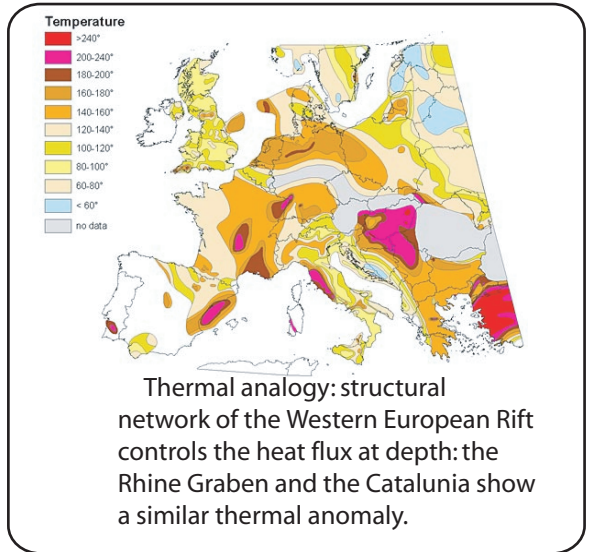 Temperature
>240°
200-240°
180-200°
160-180°
140-160°
120-140°
100-120°
80-100°
60-80°
< 60°
no data
Thermal analogy: structural
network of the Western European Rift
controls the heat flux at depth: the
Rhine Graben and the Catalunia show
a similar thermal anomaly.